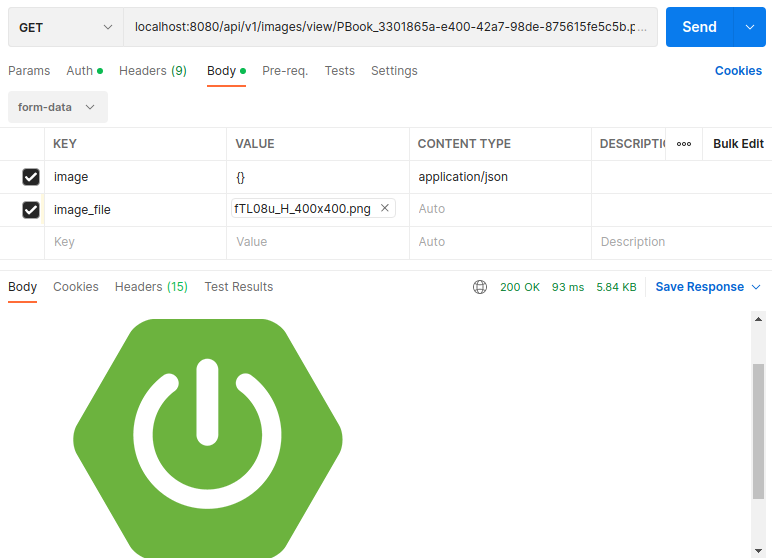 GET localhost:8080/api/v1/images/view/PBook_3301865a-e400-42a7-98de-875615fe5c5b.p... Send
Params Auth Headers (9) Body Pre-req. Tests Settings Cookies
form-data
KEY VALUE CONTENT TYPE DESCRIPTI ooo Bulk Edit
image {} application/json
image_file fTL08u_H_400x400.png × Auto
Key Value Auto Description
Body Cookies Headers (15) Test Results 200 OK 93 ms 5.84 KB Save Response